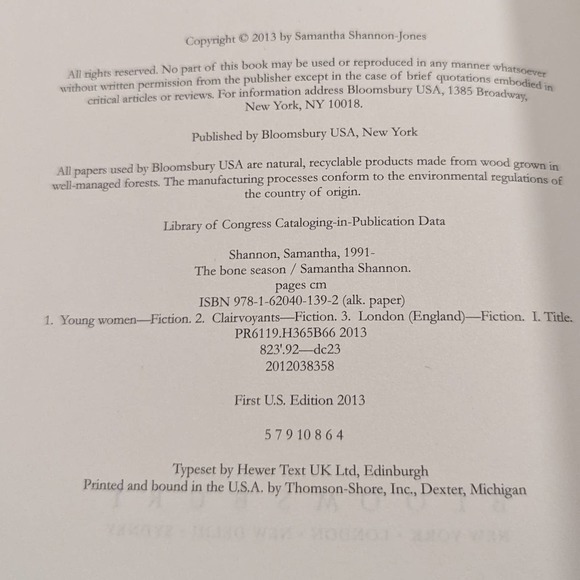 Copyright © 2013 by Samantha Shannon-Jones
All rights reserved. No part of this book may be used or reproduced in any manner whatsoever
without written permission from the publisher except in the case of brief quotations embodied in
critical articles or reviews. For information address Bloomsbury USA, 1385 Broadway,
New York, NY 10018.
Published by Bloomsbury USA, New York
All papers used by Bloomsbury USA are natural, recyclable products made from wood grown in
well-managed forests. The manufacturing processes conform to the environmental regulations of
the country of origin.
Library of Congress Cataloging-in-Publication Data
Shannon, Samantha, 1991-
The bone season / Samantha Shannon.
pages cm
ISBN 978-1-62040-139-2 (alk. paper)
1. Young women—Fiction. 2. Clairvoyants—Fiction. 3. London (England)—Fiction. I. Title.
PR6119.H365B66 2013
823'.92—dc23
2012038358
First U.S. Edition 2013
5 7 9 10 8 6 4
Typeset by Hewer Text UK Ltd, Edinburgh
Printed and bound in the U.S.A. by Thomson-Shore, Inc., Dexter, Michigan